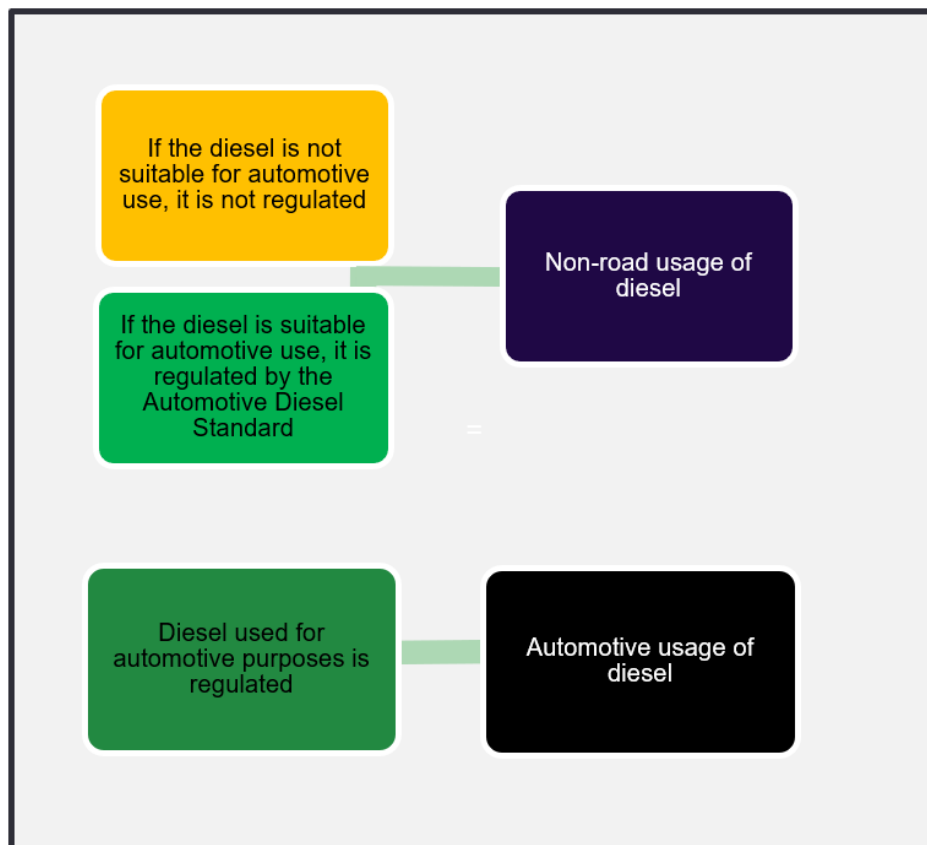 If the diesel is not
suitable for automotive
use, it is not regulated
Non-road usage of
diesel
If the diesel is suitable
for automotive use, it is
regulated by the
Automotive Diesel
Standard
=
Diesel used for
automotive purposes is
regulated
Automotive usage of
diesel